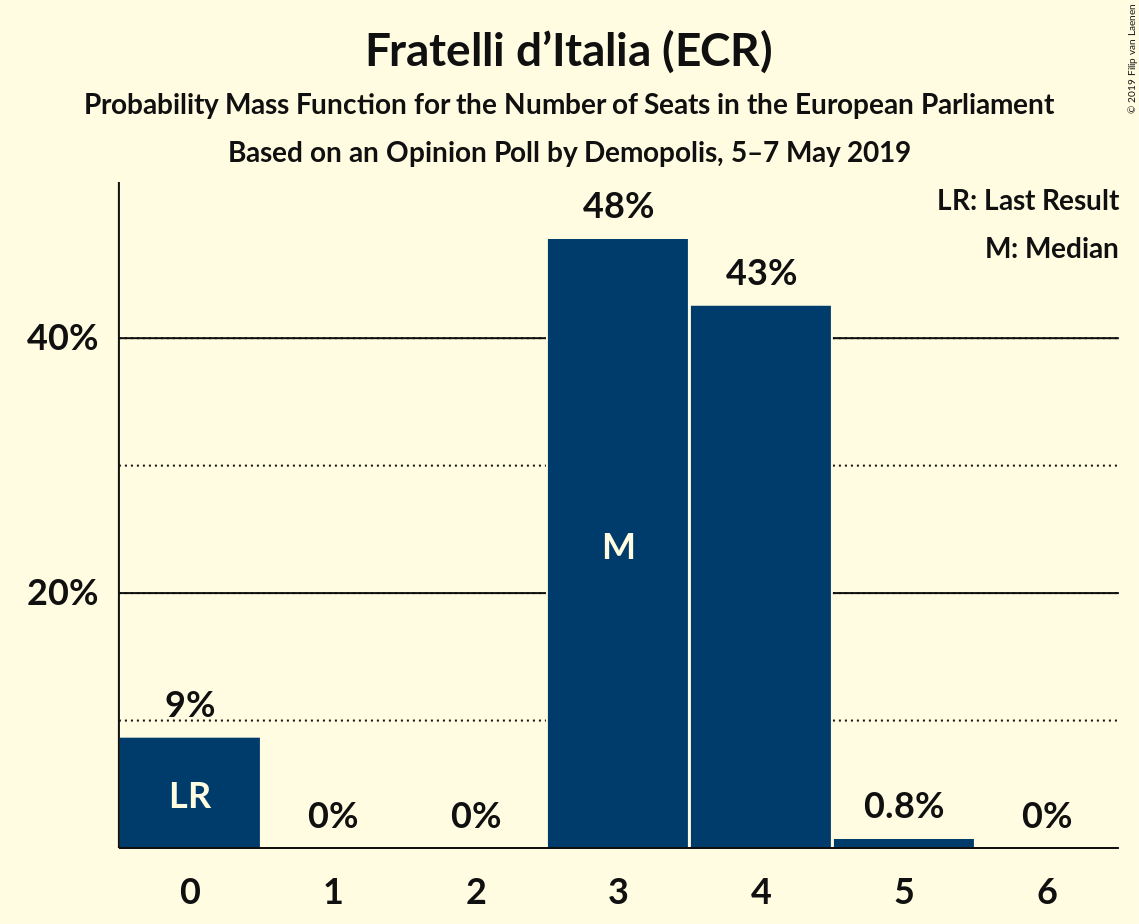 Fratelli d’Italia (ECR)
Probability Mass Function for the Number of Seats in the European Parliament
Based on an Opinion Poll by Demopolis, 5–7 May 2019
© 2019 Filip van Laenen
LR: Last Result
M: Median
48%
43%
40%
M
20%
9%
LR
0%
0%
0.8%
0%
0 1 2 3 4 5 6